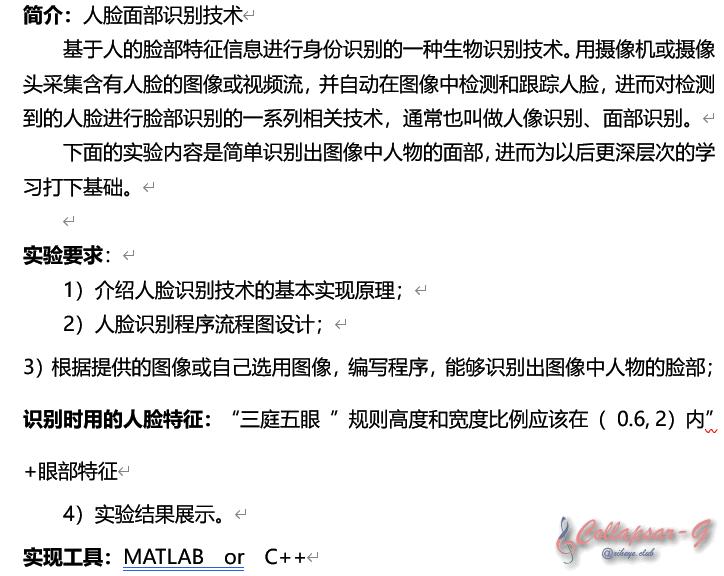 简介：人脸面部识别技术
基于人的脸部特征信息进行身份识别的一种生物识别技术。用摄像机或摄像
头采集含有人脸的图像或视频流，并自动在图像中检测和跟踪人脸，进而对检测
到的人脸进行脸部识别的一系列相关技术，通常也叫做人像识别、面部识别。
下面的实验内容是简单识别出图像中人物的面部，进而为以后更深层次的学
习打下基础。
实验要求：
1）介绍人脸识别技术的基本实现原理；
2）人脸识别程序流程图设计；
3）根据提供的图像或自己选用图像，编写程序，能够识别出图像中人物的脸部；
识别时用的人脸特征：“三庭五眼 ”规则高度和宽度比例应该在（ 0.6, 2）内”
+眼部特征
4）实验结果展示。
实现工具：MATLAB or C++
Collapsar-G
@xiheye.club